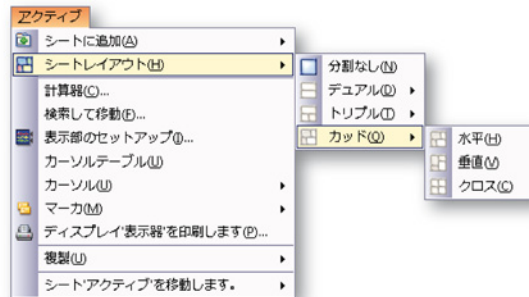 アクティブ
シートに追加(A)
シートレイアウト(H)
計算器(C)...
検索して移動(F)...
表示部のセットアップ(I)...
カーソルテーブル(U)
カーソル(U)
マーカ(M)
ディスプレイ'表示器'を印刷します(P)...
複製(U)
シート'アクティブ'を移動します。
分割なし(N)
デュアル(D)
トリプル(T)
カッド(Q)
水平(H)
垂直(V)
クロス(C)